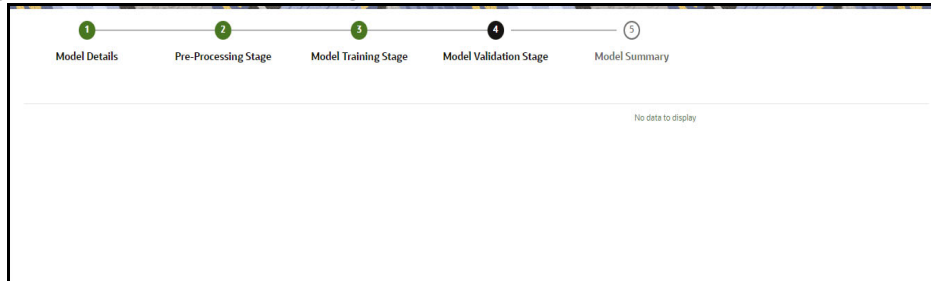 1 2 3 4 5
Model Details Pre-Processing Stage Model Training Stage Model Validation Stage Model Summary
No data to display